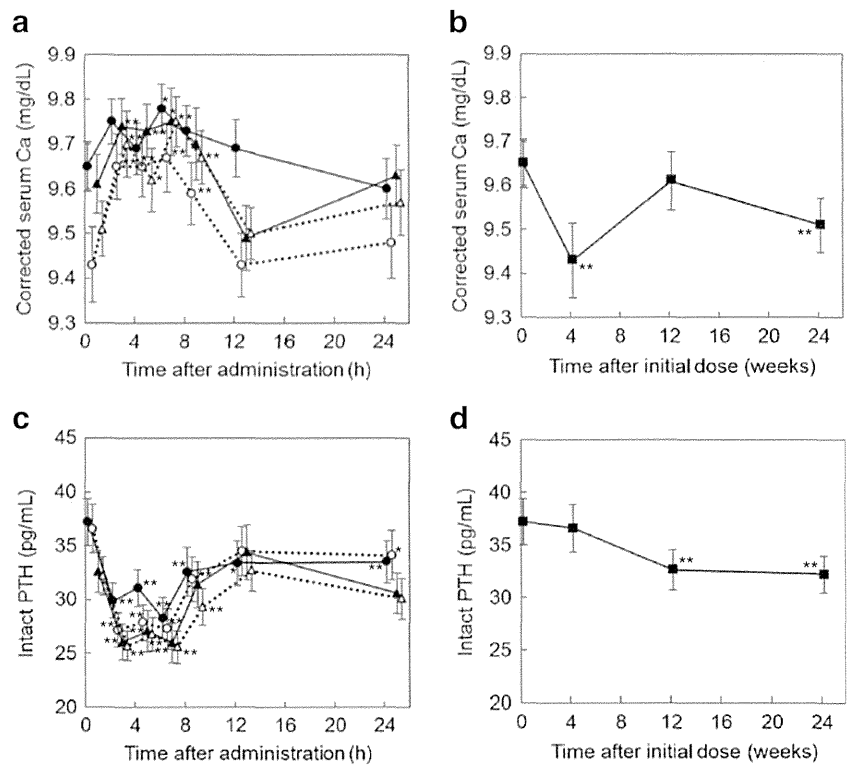 a
9.9
9.8
9.7
9.6
9.5
9.4
9.3
Corrected serum Ca (mg/dL)
0 4 8 12 16 20 24
Time after administration (h)
b
9.9
9.8
9.7
9.6
9.5
9.4
9.3
Corrected serum Ca (mg/dL)
**
**
0 4 8 12 16 20 24
Time after initial dose (weeks)
c
45
40
35
30
25
20
Intact PTH (pg/mL)
0 4 8 12 16 20 24
Time after administration (h)
d
45
40
35
30
25
20
Intact PTH (pg/mL)
**
**
0 4 8 12 16 20 24
Time after initial dose (weeks)